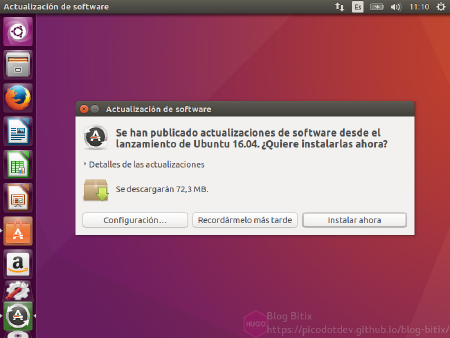 Actualización de software
Es
11:10
Actualización de software
Se han publicado actualizaciones de software desde el
lanzamiento de Ubuntu 16.04. ¿Quiere instalarlas ahora?
Detalles de las actualizaciones
Se descargarán 72,3 MB.
Configuración...
Recordármelo más tarde
Instalar ahora
HUGO
Blog Bitix
https://picodotdev.github.io/blog-bitix/